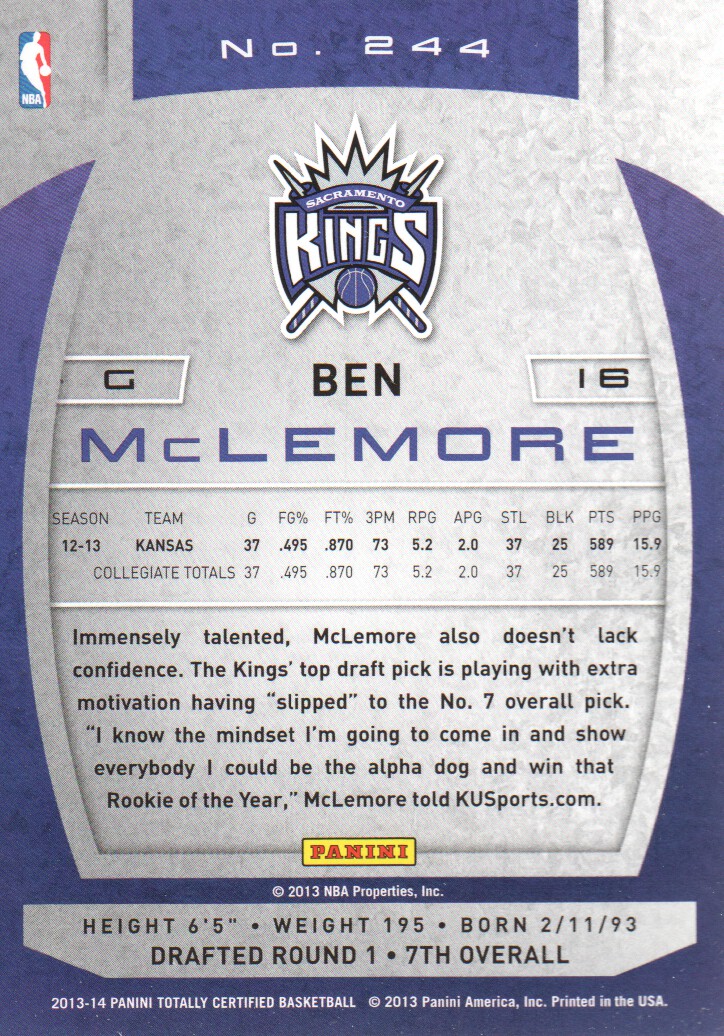 No. 244
NBA
SACRAMENTO
KINGS
G BEN 16
McLEMORE
SEASON TEAM G FG% FT% 3PM RPG APG STL BLK PTS PPG
12-13 KANSAS 37 .495 .870 73 5.2 2.0 37 25 589 15.9
COLLEGIATE TOTALS 37 .495 .870 73 5.2 2.0 37 25 589 15.9
Immensely talented, McLemore also doesn't lack
confidence. The Kings' top draft pick is playing with extra
motivation having “slipped” to the No. 7 overall pick.
“I know the mindset I'm going to come in and show
everybody I could be the alpha dog and win that
Rookie of the Year,” McLemore told KUSports.com.
PANINI
© 2013 NBA Properties, Inc.
HEIGHT 6'5" • WEIGHT 195 • BORN 2/11/93
DRAFTED ROUND 1 • 7TH OVERALL
2013-14 PANINI TOTALLY CERTIFIED BASKETBALL © 2013 Panini America, Inc. Printed in the USA.